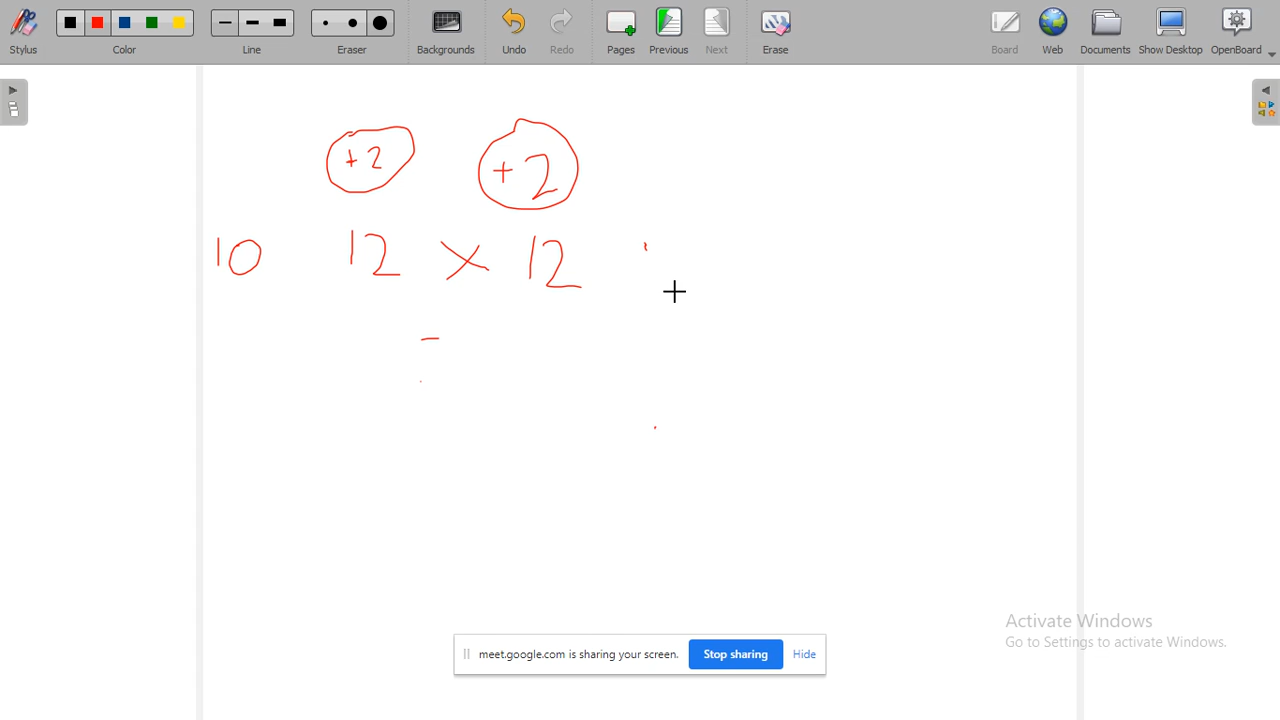 Stylus Color Line Eraser Backgrounds Undo Redo Pages Previous Next Erase Board Web Documents Show Desktop OpenBoard
+2 +2
10 12 × 12
-
Activate Windows
Go to Settings to activate Windows.
meet.google.com is sharing your screen. Stop sharing Hide